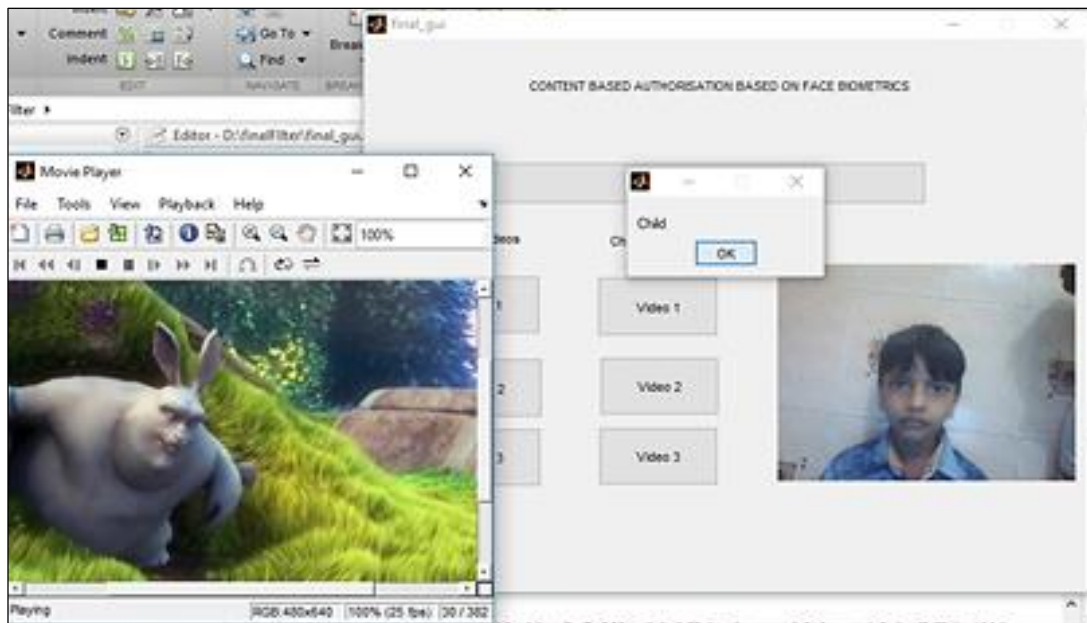 Comment
Go To
Indent
Find
EDIT
NAVIGATE
Editor - D:\finalFilter\final_gui
final_gui
CONTENT BASED AUTHORISATION BASED ON FACE BIOMETRICS
Movie Player
File Tools View Playback Help
100%
Child
OK
Video 1
2
Video 2
3
Video 3
Playing
RGB:480x640
100% (25 fps)
30 / 382